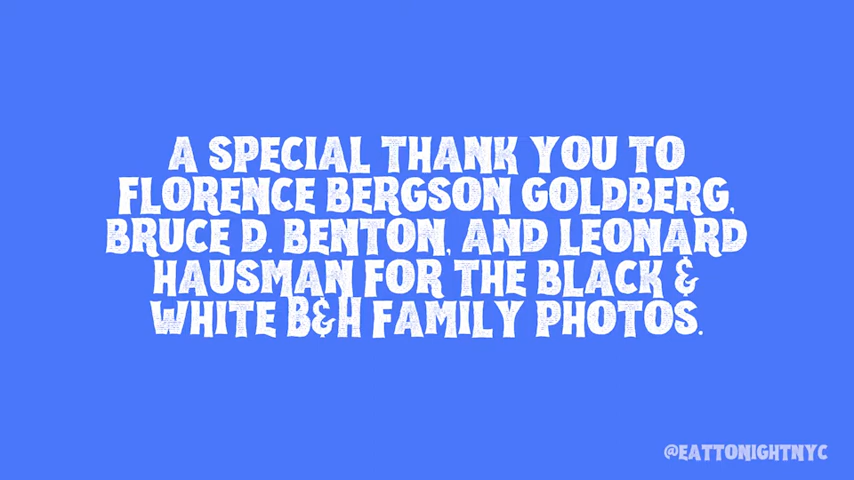 A SPECIAL THANK YOU TO
FLORENCE BERGSON GOLDBERG,
BRUCE D. BENTON, AND LEONARD
HAUSMAN FOR THE BLACK &
WHITE B&H FAMILY PHOTOS.
@EATTONIGHTNYC